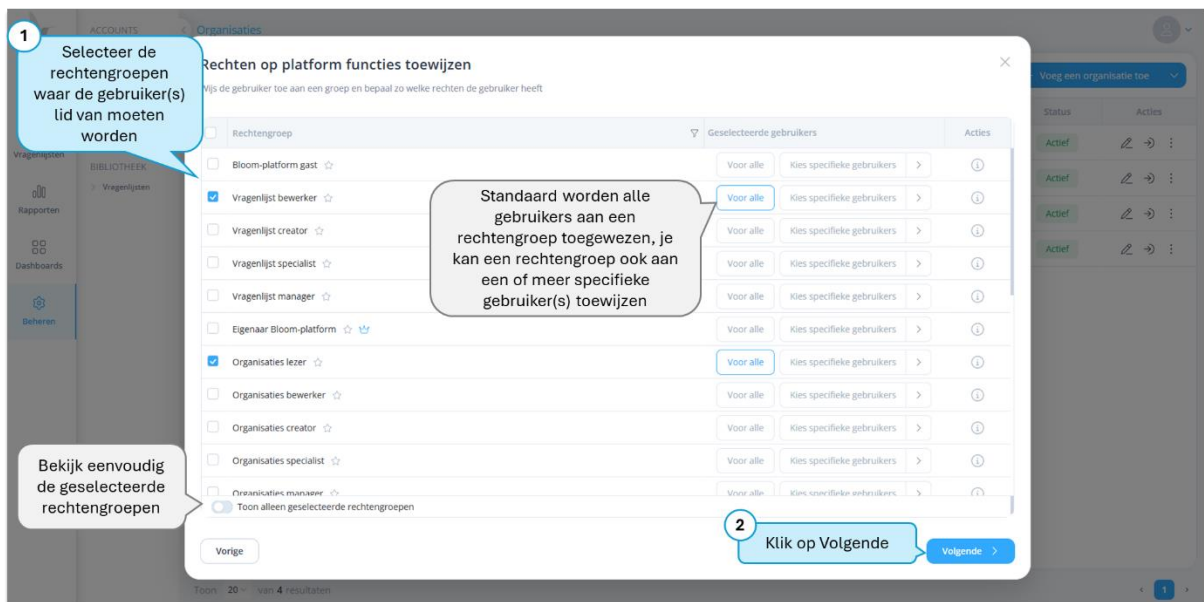 ACCOUNTS
Organisaties
1
Selecteer de
rechtengroepen
waar de gebruiker(s)
lid van moeten
worden
Rechten op platform functies toewijzen
Wijs de gebruiker toe aan een groep en bepaal zo welke rechten de gebruiker heeft
Voeg een organisatie toe
Status Acties
Rechtengroep Geselecteerde gebruikers Acties
Vragenlijsten
BIBLIOTHEEK
Vragenlijsten
Rapporten
Dashboards
Beheren
Bloom-platform gast Voor alle Kies specifieke gebruikers
Vragenlijst bewerker Voor alle Kies specifieke gebruikers
Vragenlijst creator Voor alle Kies specifieke gebruikers
Vragenlijst specialist Voor alle Kies specifieke gebruikers
Vragenlijst manager Voor alle Kies specifieke gebruikers
Eigenaar Bloom-platform Voor alle Kies specifieke gebruikers
Organisaties lezer Voor alle Kies specifieke gebruikers
Organisaties bewerker Voor alle Kies specifieke gebruikers
Organisaties creator Voor alle Kies specifieke gebruikers
Organisaties specialist Voor alle Kies specifieke gebruikers
Organisaties manager Voor alle Kies specifieke gebruikers
Actief
Actief
Actief
Actief
Standaard worden alle
gebruikers aan een
rechtengroep toegewezen, je
kan een rechtengroep ook aan
een of meer specifieke
gebruiker(s) toewijzen
Bekijk eenvoudig
de geselecteerde
rechtengroepen
Toon alleen geselecteerde rechtengroepen
2
Klik op Volgende
Vorige
Volgende
Toon 20 van 4 resultaten
1